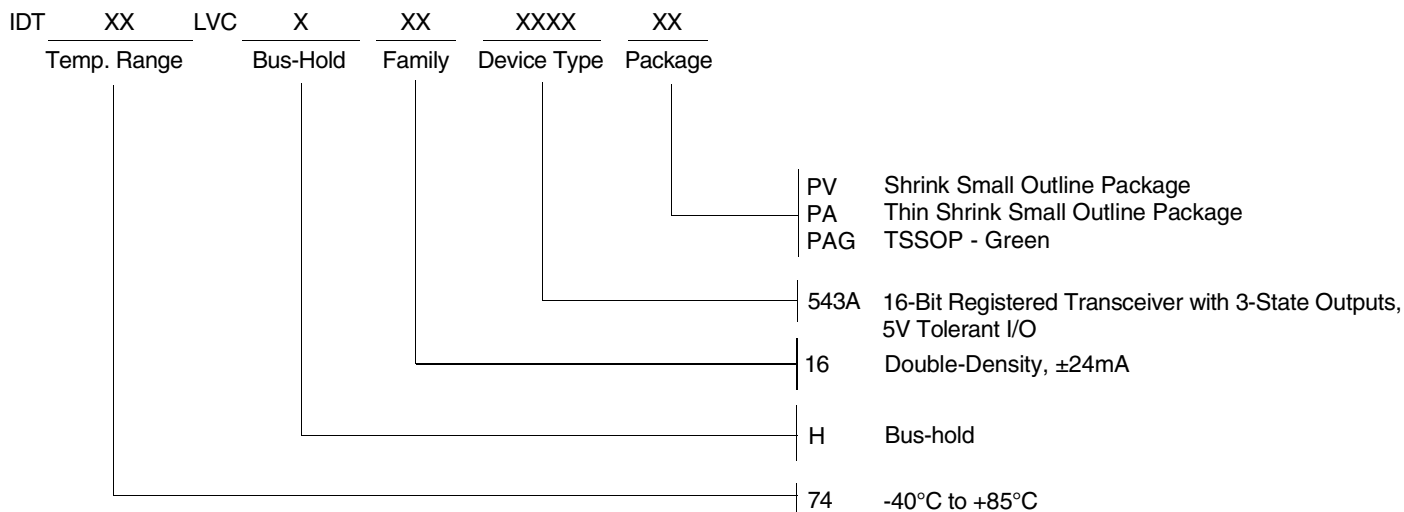 IDT XX LVC X XX XXXX XX
Temp. Range Bus-Hold Family Device Type Package
PV Shrink Small Outline Package
PA Thin Shrink Small Outline Package
PAG TSSOP - Green
543A 16-Bit Registered Transceiver with 3-State Outputs,
5V Tolerant I/O
16 Double-Density, ±24mA
H Bus-hold
74 -40°C to +85°C